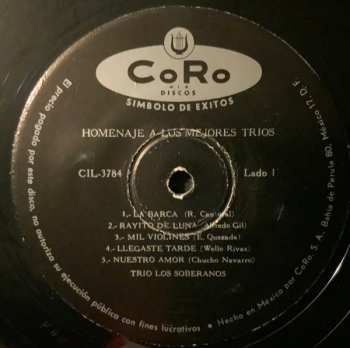 CoRo
DISCOS
SIMBOLO DE EXITOS
HOMENAJE A LOS MEJORES TRIOS
CIL-3784 Lado 1
1.- LA BARCA (R. Cantoral)
2.- RAYITO DE LUNA (Alfredo Gil)
3.- MIL VIOLINES (E. Quezada)
4.- LLEGASTE TARDE (Wello Rivas)
5.- NUESTRO AMOR (Chucho Navarro)
TRIO LOS SOBERANOS
El precio pagado por este disco, no autoriza su ejecución pública con fines lucrativos • Hecho en México por CoRo, S. A., Bahía de Perula 80, México 17, D. F.